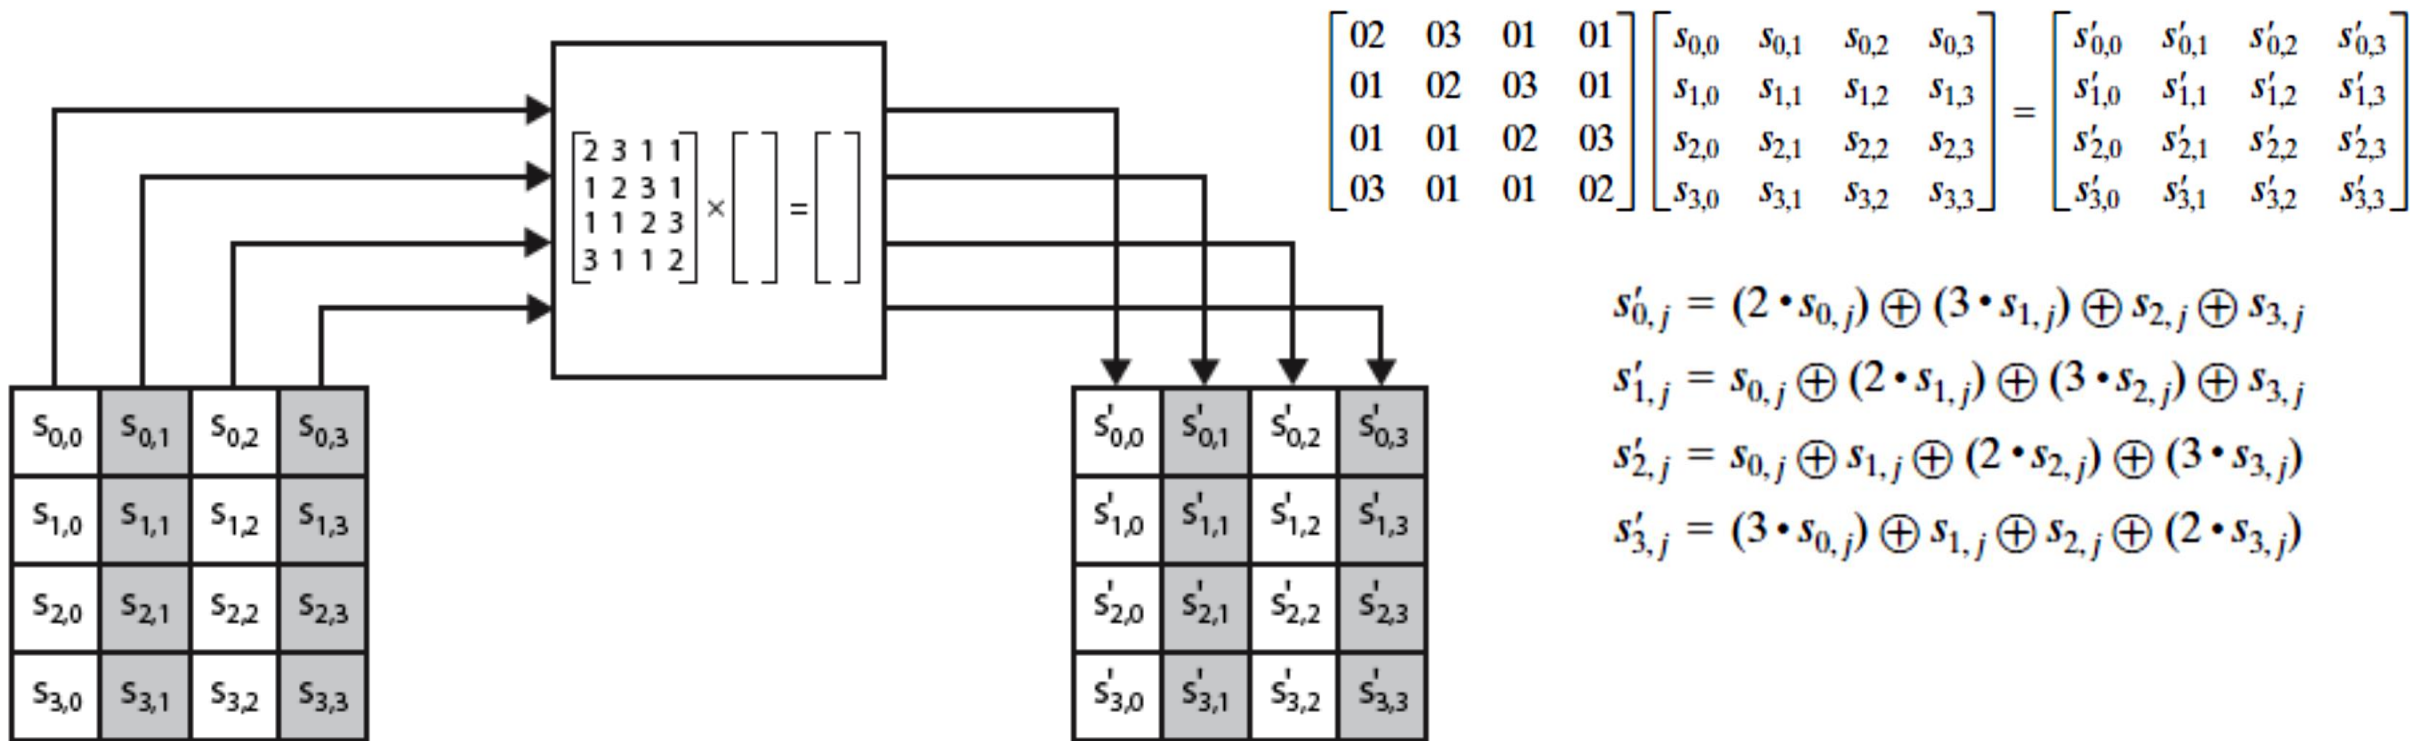 2 3 1 1
1 2 3 1
1 1 2 3
3 1 1 2
× =
s0,0 s0,1 s0,2 s0,3
s1,0 s1,1 s1,2 s1,3
s2,0 s2,1 s2,2 s2,3
s3,0 s3,1 s3,2 s3,3
s'0,0 s'0,1 s'0,2 s'0,3
s'1,0 s'1,1 s'1,2 s'1,3
s'2,0 s'2,1 s'2,2 s'2,3
s'3,0 s'3,1 s'3,2 s'3,3
[02 03 01 01] [s0,0 s0,1 s0,2 s0,3] [s′0,0 s′0,1 s′0,2 s′0,3]
[01 02 03 01] [s1,0 s1,1 s1,2 s1,3] = [s′1,0 s′1,1 s′1,2 s′1,3]
[01 01 02 03] [s2,0 s2,1 s2,2 s2,3] [s′2,0 s′2,1 s′2,2 s′2,3]
[03 01 01 02] [s3,0 s3,1 s3,2 s3,3] [s′3,0 s′3,1 s′3,2 s′3,3]
s′0, j = (2 • s0, j) ⊕ (3 • s1, j) ⊕ s2, j ⊕ s3, j
s′1, j = s0, j ⊕ (2 • s1, j) ⊕ (3 • s2, j) ⊕ s3, j
s′2, j = s0, j ⊕ s1, j ⊕ (2 • s2, j) ⊕ (3 • s3, j)
s′3, j = (3 • s0, j) ⊕ s1, j ⊕ s2, j ⊕ (2 • s3, j)